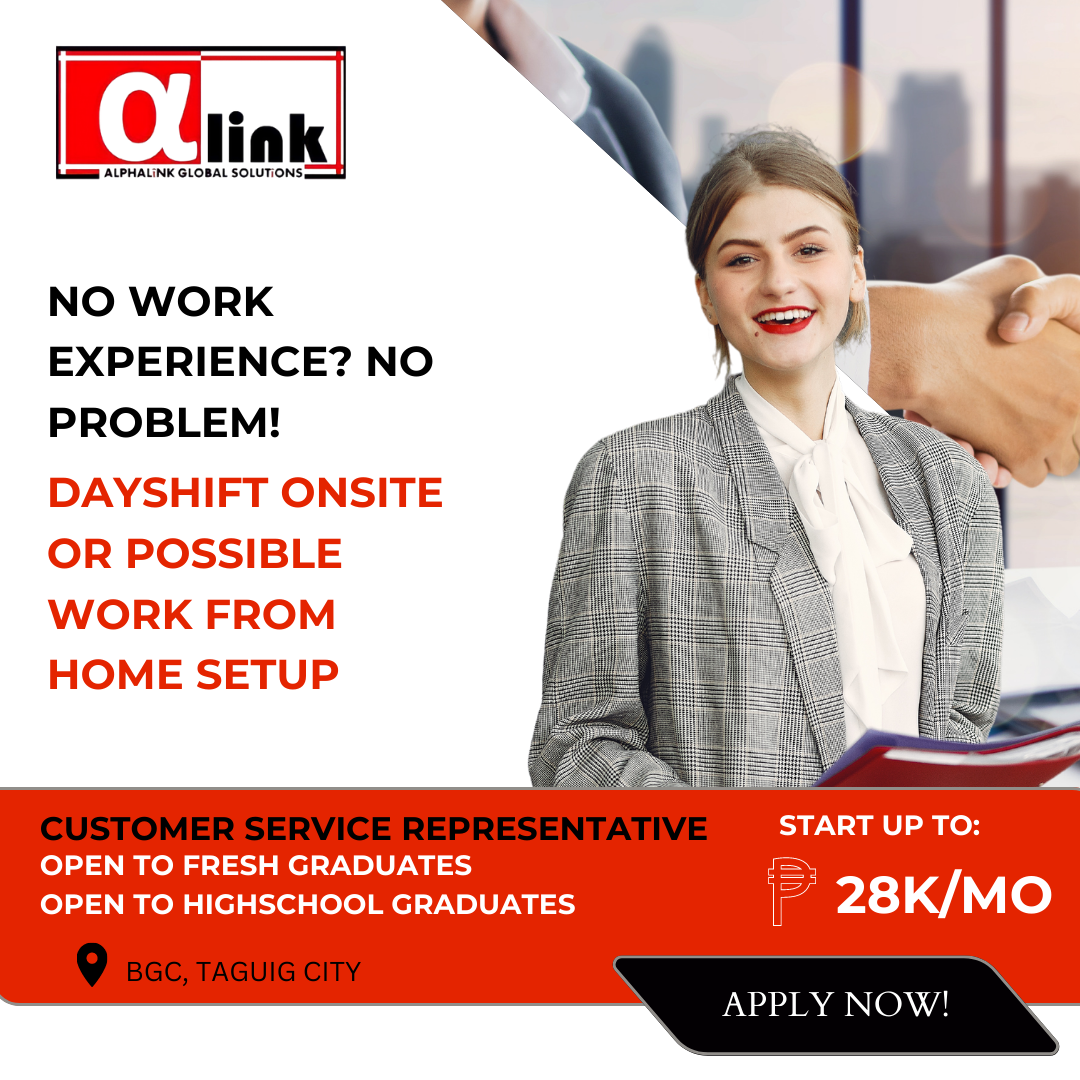 αlink
ALPHALiNK GLOBAL SOLUTiONS
NO WORK
EXPERIENCE? NO
PROBLEM!
DAYSHIFT ONSITE
OR POSSIBLE
WORK FROM
HOME SETUP
CUSTOMER SERVICE REPRESENTATIVE
OPEN TO FRESH GRADUATES
OPEN TO HIGHSCHOOL GRADUATES
BGC, TAGUIG CITY
START UP TO:
₱ 28K/MO
APPLY NOW!